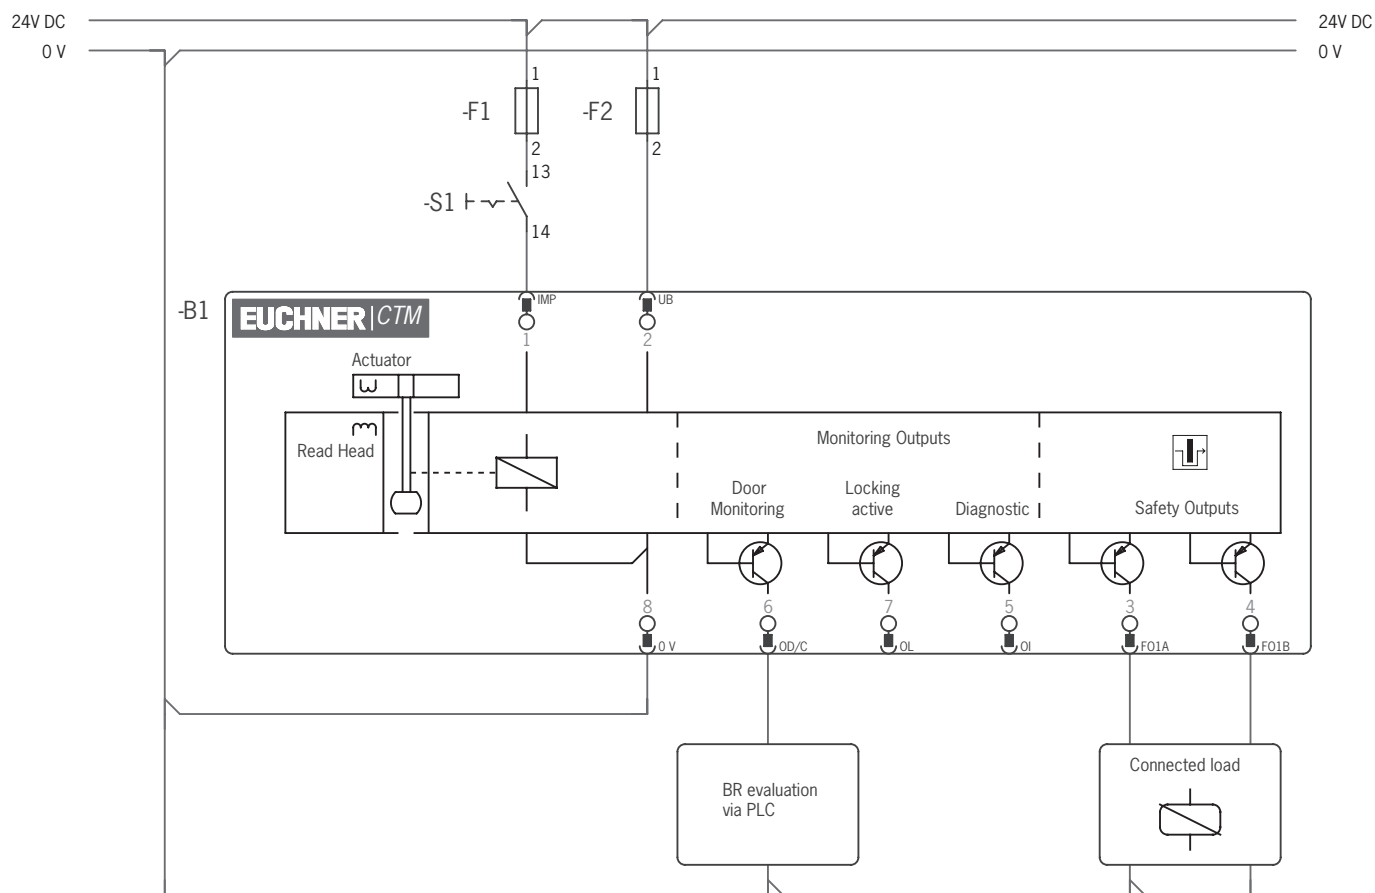 24V DC
24V DC
0 V
0 V
1
1
-F1
-F2
2
2
13
-S1
14
-B1
EUCHNER CTM
IMP
UB
1
2
Actuator
Read Head
Monitoring Outputs
Door
Monitoring
Locking
active
Diagnostic
Safety Outputs
8
6
7
5
3
4
0 V
OD/C
OL
OI
FO1A
FO1B
BR evaluation
via PLC
Connected load